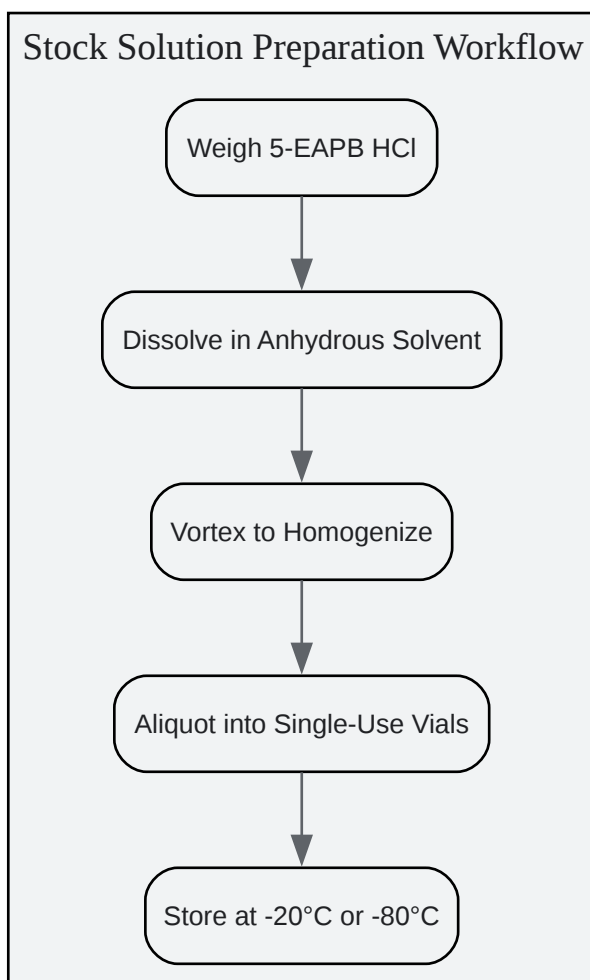 Stock Solution Preparation Workflow
Weigh 5-EAPB HCl
Dissolve in Anhydrous Solvent
Vortex to Homogenize
Aliquot into Single-Use Vials
Store at -20°C or -80°C